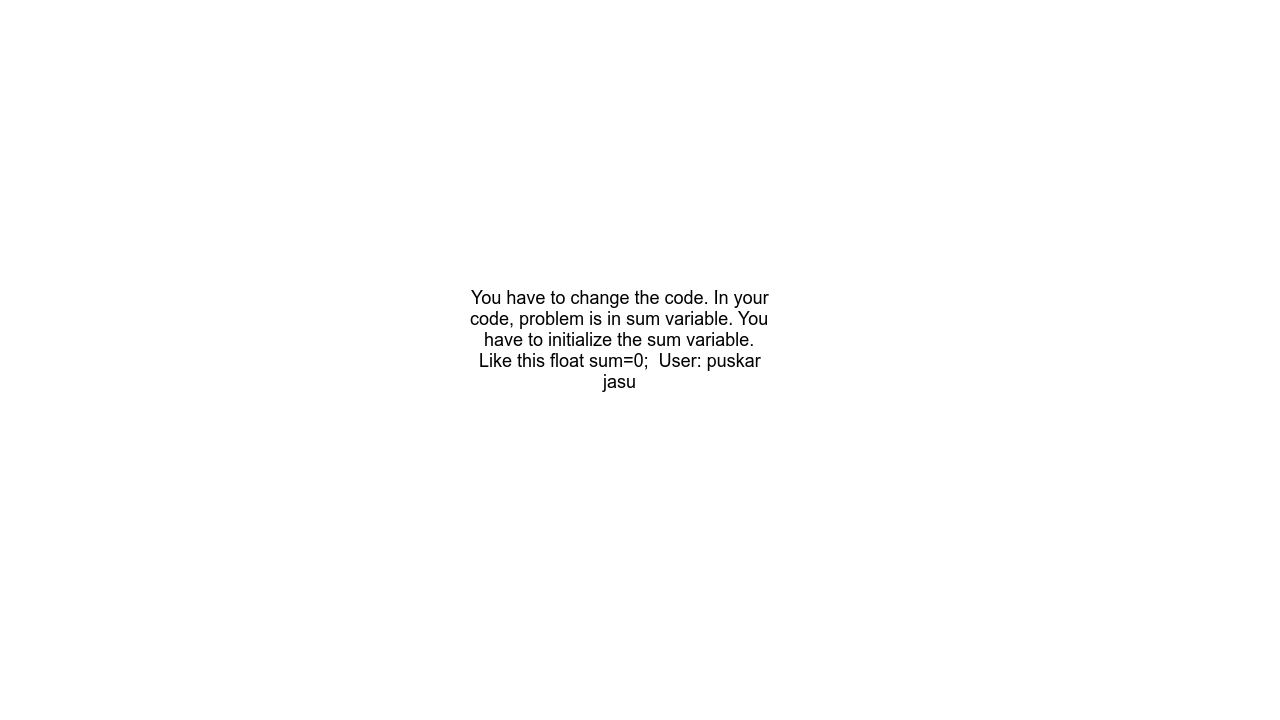 You have to change the code. In your
code, problem is in sum variable. You
have to initialize the sum variable.
Like this float sum=0;  User: puskar
jasu